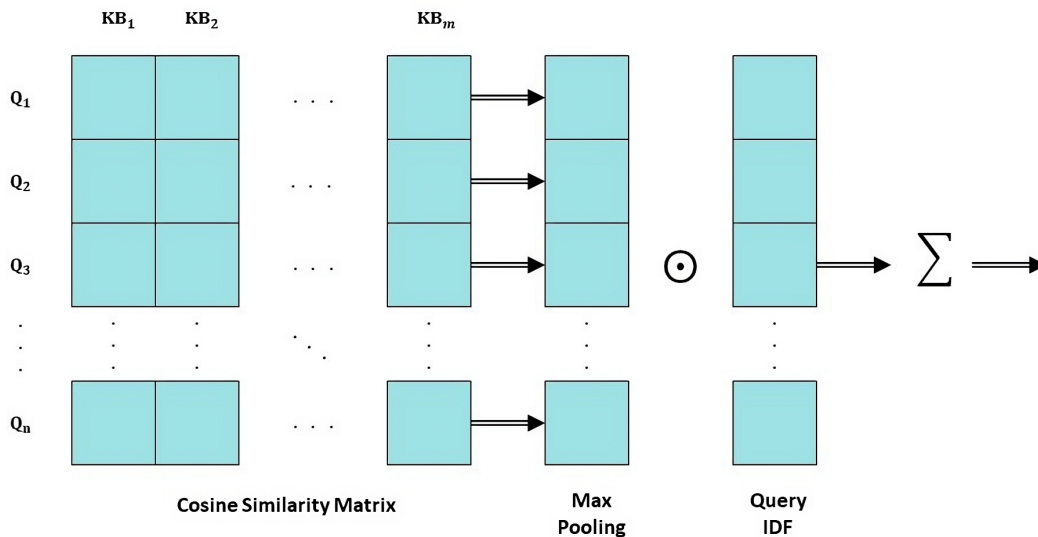 KB₁ KB₂ KBₘ
Q₁ . . .
Q₂ . . .
Q₃ . . . ⊙ ∑
Qₙ . . .
Cosine Similarity Matrix Max Query
Pooling IDF